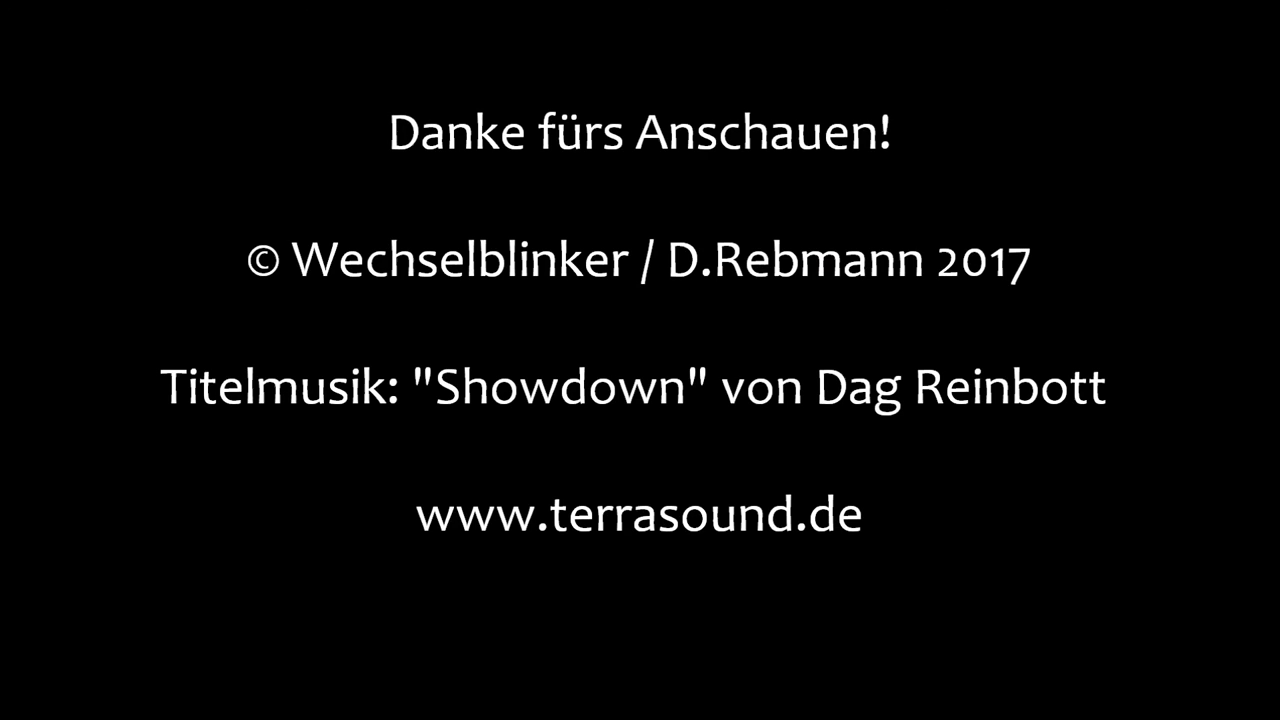 Danke fürs Anschauen!
© Wechselblinker / D.Rebmann 2017
Titelmusik: "Showdown" von Dag Reinbott
www.terrasound.de